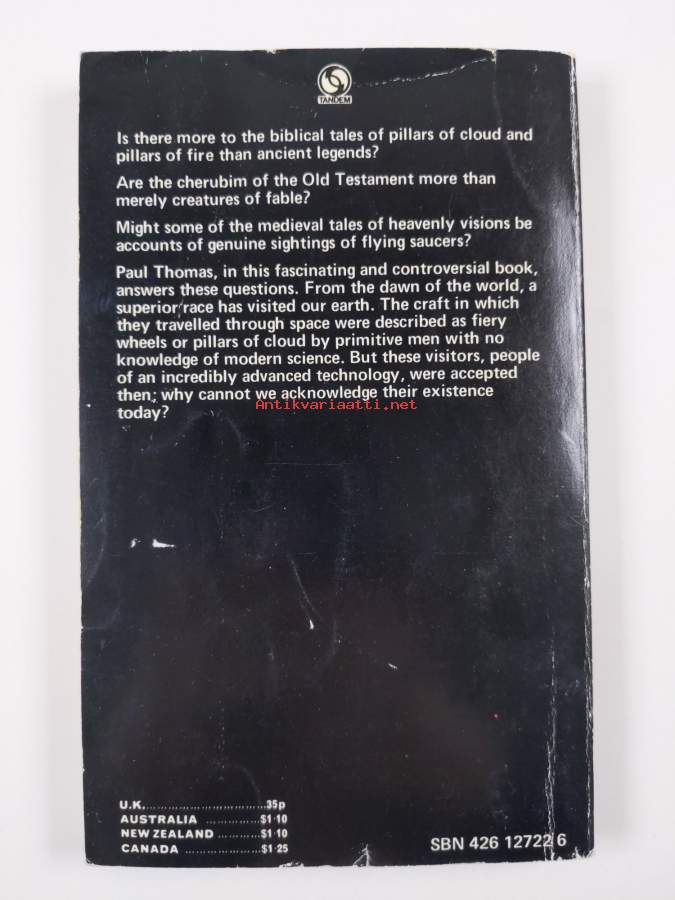 TANDEM
Is there more to the biblical tales of pillars of cloud and
pillars of fire than ancient legends?
Are the cherubim of the Old Testament more than
merely creatures of fable?
Might some of the medieval tales of heavenly visions be
accounts of genuine sightings of flying saucers?
Paul Thomas, in this fascinating and controversial book,
answers these questions. From the dawn of the world, a
superior race has visited our earth. The craft in which
they travelled through space were described as fiery
wheels or pillars of cloud by primitive men with no
knowledge of modern science. But these visitors, people
of an incredibly advanced technology, were accepted
then; why cannot we acknowledge their existence
today?
Antikvariaatti.net
U.K. .......................... 35p
AUSTRALIA ............ $1·10
NEW ZEALAND ......... $1·10
CANADA ................ $1·25
SBN 426 12722 6